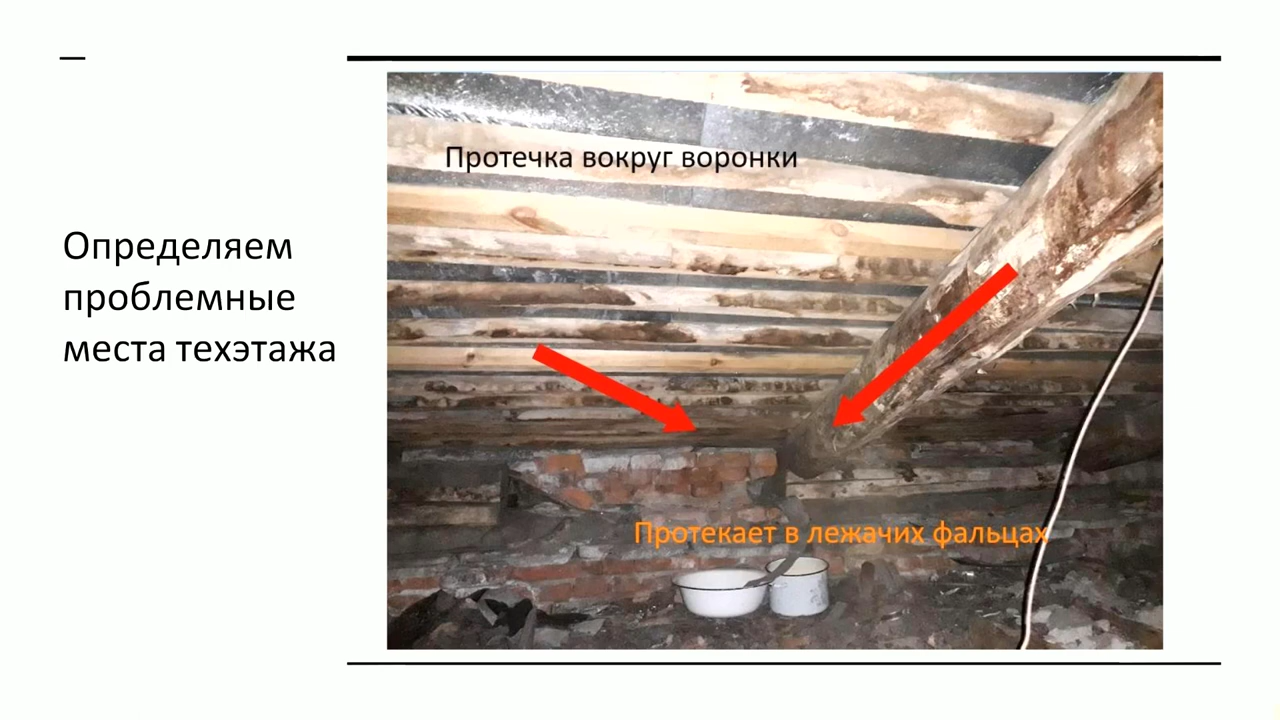 Определяем
проблемные
места техэтажа
Протечка вокруг воронки
Протекает в лежачих фальцах